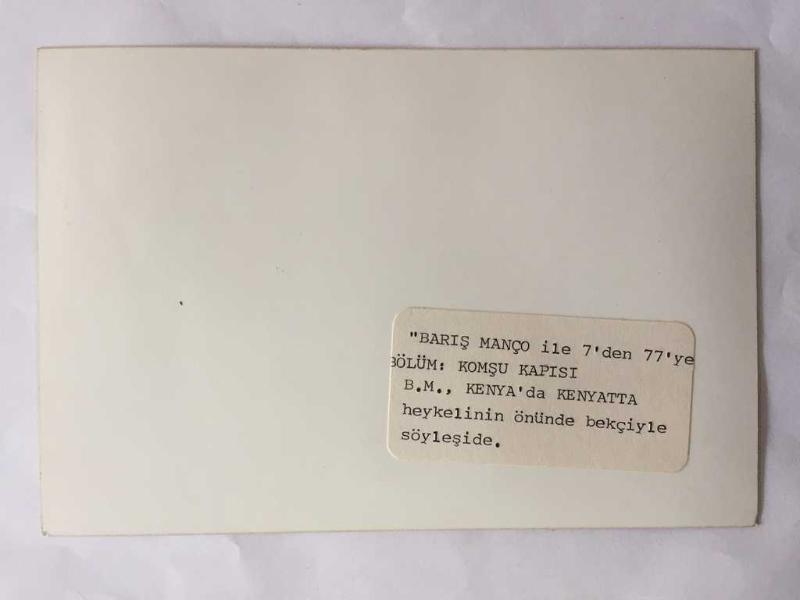 "BARIŞ MANÇO ile 7'den 77'ye
BÖLÜM: KOMŞU KAPISI
B.M., KENYA'da KENYATTA
heykelinin önünde bekçiyle
söyleşide.